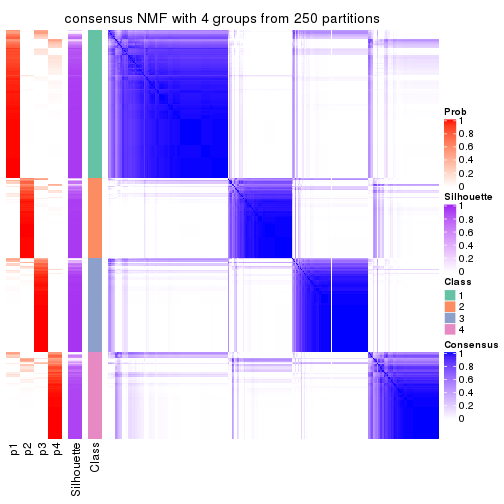 consensus NMF with 4 groups from 250 partitions
Prob
1
0.8
0.6
0.4
0.2
0
Silhouette
1
0.8
0.6
0.4
0.2
0
Class
1
2
3
4
Consensus
1
0.8
0.6
0.4
0.2
0
p1
p2
p3
p4
Silhouette
Class